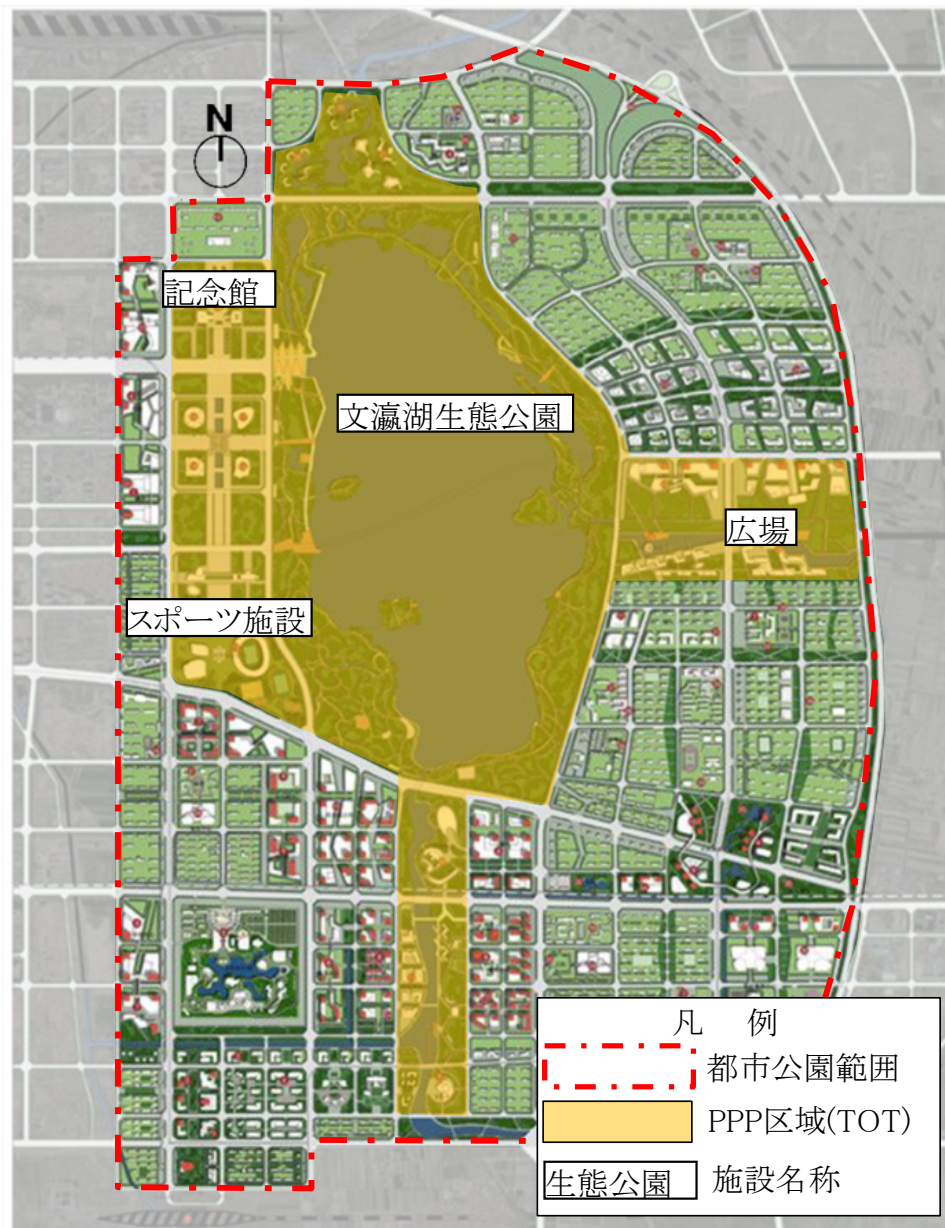 N
記念館
文瀛湖生態公園
広場
スポーツ施設
凡 例
都市公園範囲
PPP区域(TOT)
生態公園 施設名称